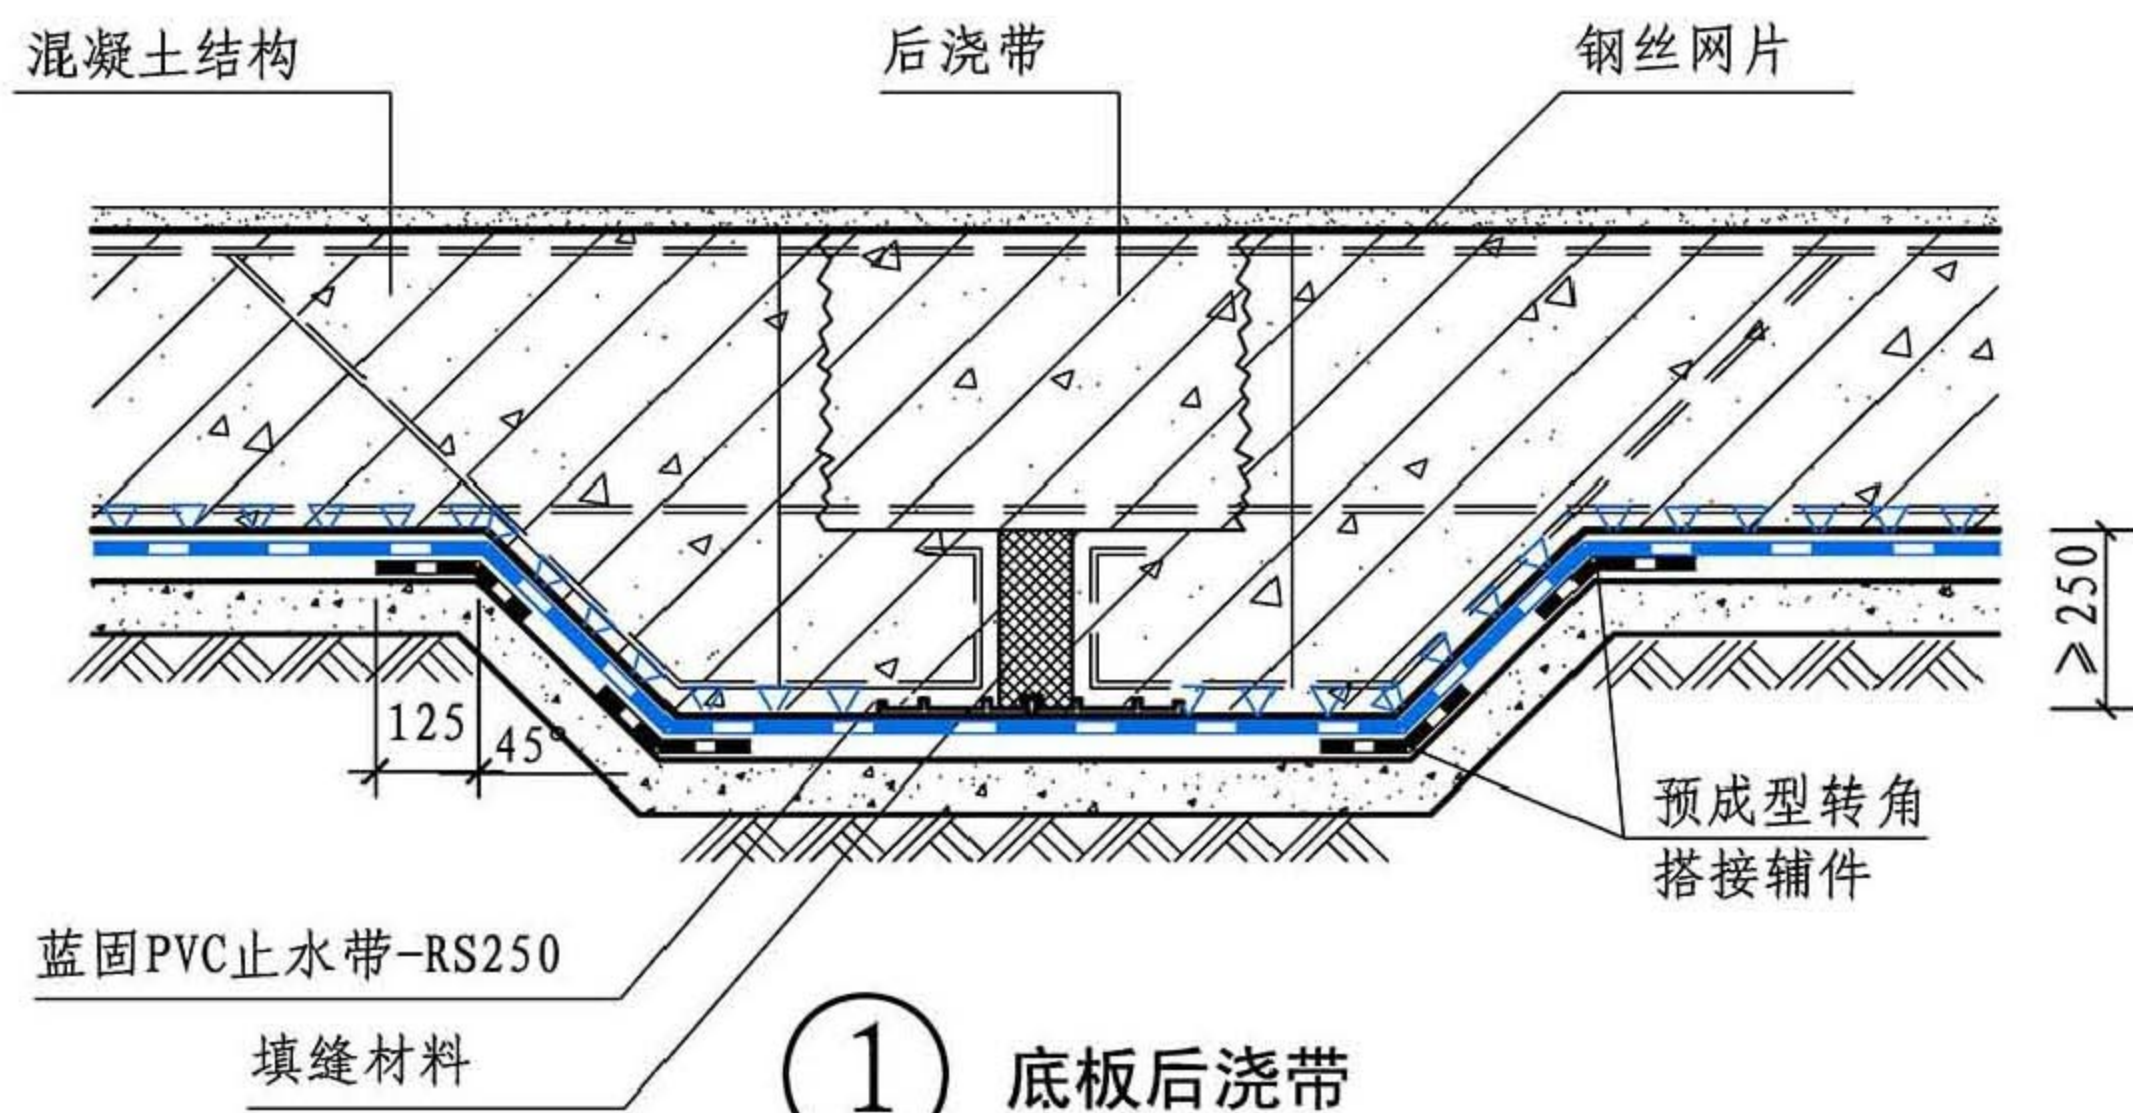 混凝土结构
后浇带
钢丝网片
≥250
125
45°
预成型转角
搭接辅件
蓝固PVC止水带-RS250
填缝材料
1 底板后浇带